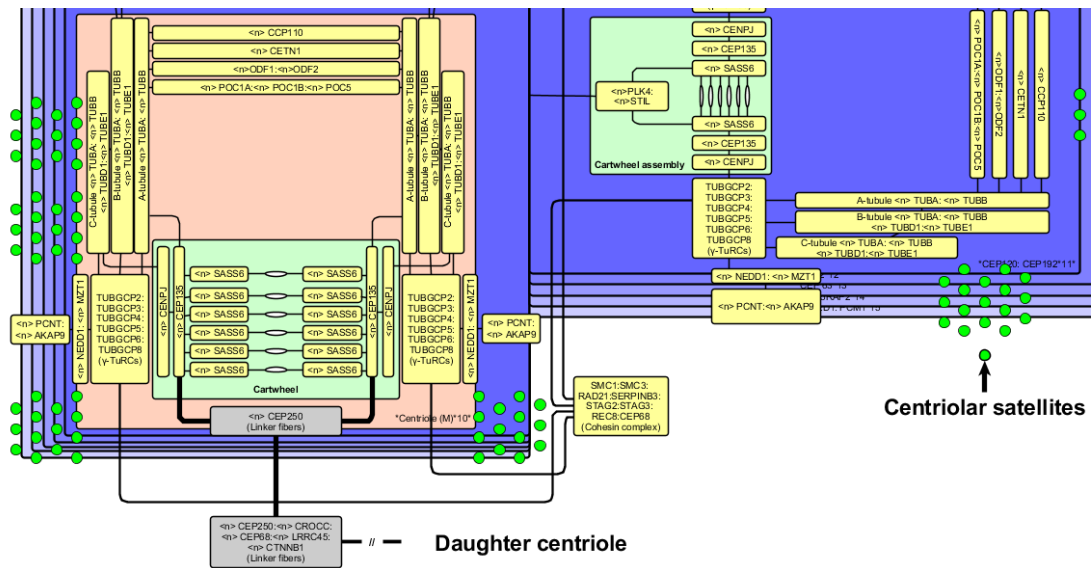 <n> CCP110
<n> CETN1
<n>ODF1:<n>ODF2
<n> POC1A:<n> POC1B:<n> POC5
C-tubule <n> TUBA: <n> TUBB
<n> TUBD1:<n> TUBE1
B-tubule <n> TUBA: <n> TUBB
<n> TUBD1:<n> TUBE1
A-tubule <n> TUBA: <n> TUBB
A-tubule <n> TUBA: <n> TUBB
B-tubule <n> TUBA: <n> TUBB
<n> TUBD1:<n> TUBE1
C-tubule <n> TUBA: <n> TUBB
<n> TUBD1:<n> TUBE1
<n> PCNT:
<n> AKAP9
<n> NEDD1: <n> MZT1
TUBGCP2:
TUBGCP3:
TUBGCP4:
TUBGCP5:
TUBGCP6:
TUBGCP8
(γ-TuRCs)
<n> CENPJ
<n> CEP135
<n> SASS6
<n> SASS6
<n> SASS6
<n> SASS6
<n> SASS6
<n> SASS6
<n> SASS6
<n> SASS6
<n> SASS6
<n> SASS6
<n> SASS6
<n> SASS6
<n> CEP135
<n> CENPJ
Cartwheel
TUBGCP2:
TUBGCP3:
TUBGCP4:
TUBGCP5:
TUBGCP6:
TUBGCP8
(γ-TuRCs)
<n> NEDD1: <n> MZT1
<n> PCNT:
<n> AKAP9
<n> CEP250
(Linker fibers)
*Centriole (M)*10*
<n> CEP250:<n> CROCC:
<n> CEP68:<n> LRRC45:
<n> CTNNB1
(Linker fibers)
//
Daughter centriole
SMC1:SMC3:
RAD21:SERPINB3:
STAG2:STAG3:
REC8:CEP68
(Cohesin complex)
<n> CENPJ
<n> CEP135
<n> SASS6
<n>PLK4:
<n>STIL
<n> SASS6
<n> CEP135
<n> CENPJ
Cartwheel assembly
TUBGCP2:
TUBGCP3:
TUBGCP4:
TUBGCP5:
TUBGCP6:
TUBGCP8
(γ-TuRCs)
<n> POC1A:<n>
<n> POC1B:<n> POC5
<n>ODF1:<n>ODF2
<n> CETN1
<n> CCP110
A-tubule <n> TUBA: <n> TUBB
B-tubule <n> TUBA: <n> TUBB
<n> TUBD1:<n> TUBE1
C-tubule <n> TUBA: <n> TUBB
<n> TUBD1:<n> TUBE1
<n> NEDD1: <n> MZT1
<n> PCNT:<n> AKAP9
*CEP120: CEP192*11*
Centriolar satellites